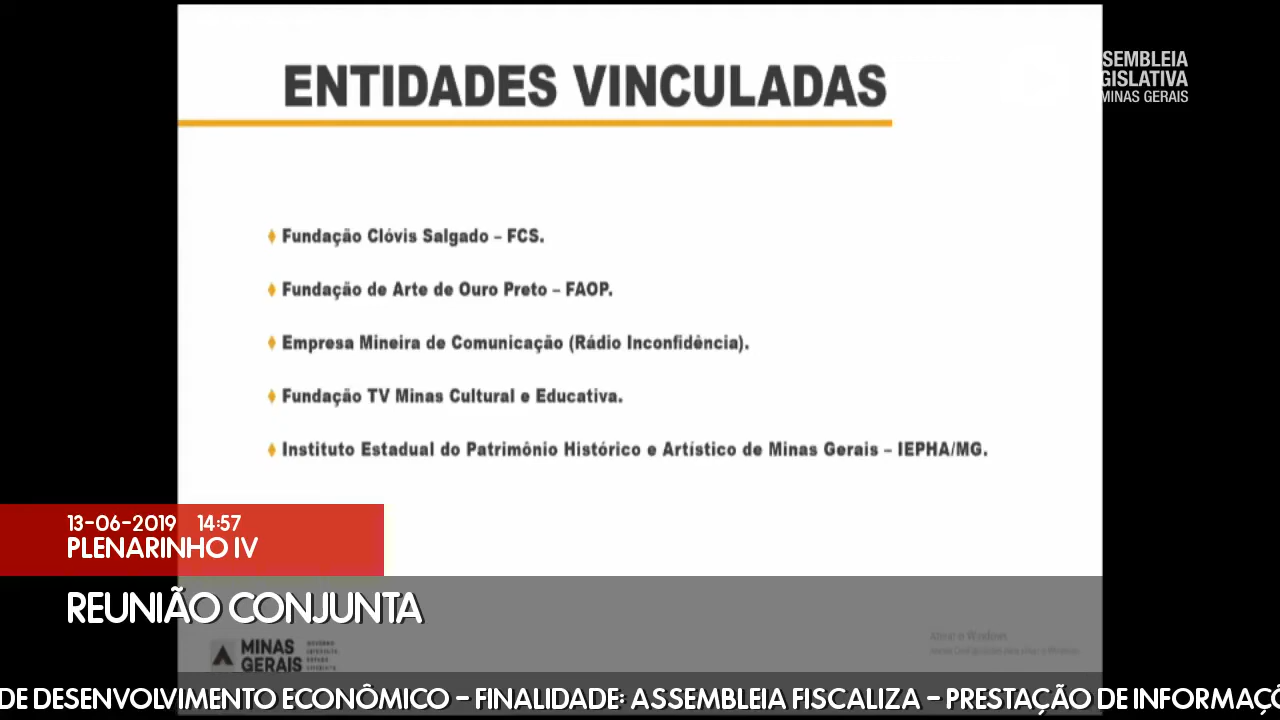 ENTIDADES VINCULADAS
SEMBLEIA
GISLATIVA
MINAS GERAIS
Fundação Clóvis Salgado – FCS.
Fundação de Arte de Ouro Preto – FAOP.
Empresa Mineira de Comunicação (Rádio Inconfidência).
Fundação TV Minas Cultural e Educativa.
Instituto Estadual do Patrimônio Histórico e Artístico de Minas Gerais – IEPHA/MG.
13-06-2019 14:57
PLENARINHO IV
REUNIÃO CONJUNTA
MINAS
GERAIS
DE DESENVOLVIMENTO ECONÔMICO - FINALIDADE: ASSEMBLEIA FISCALIZA - PRESTAÇÃO DE INFORMAÇÕ